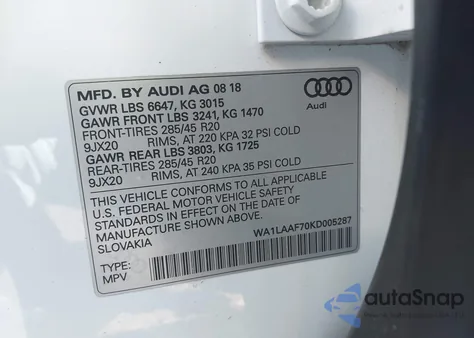 MFD. BY AUDI AG 08 18
GVWR LBS 6647, KG 3015
GAWR FRONT LBS 3241, KG 1470
FRONT-TIRES 285/45 R20
9JX20 RIMS, AT 220 KPA 32 PSI COLD
GAWR REAR LBS 3803, KG 1725
REAR-TIRES 285/45 R20
9JX20 RIMS, AT 240 KPA 35 PSI COLD
Audi
THIS VEHICLE CONFORMS TO ALL APPLICABLE
U.S. FEDERAL MOTOR VEHICLE SAFETY
STANDARDS IN EFFECT ON THE DATE OF
MANUFACTURE SHOWN ABOVE
SLOVAKIA
WA1LAAF70KD005287
TYPE:
MPV
autoSnap